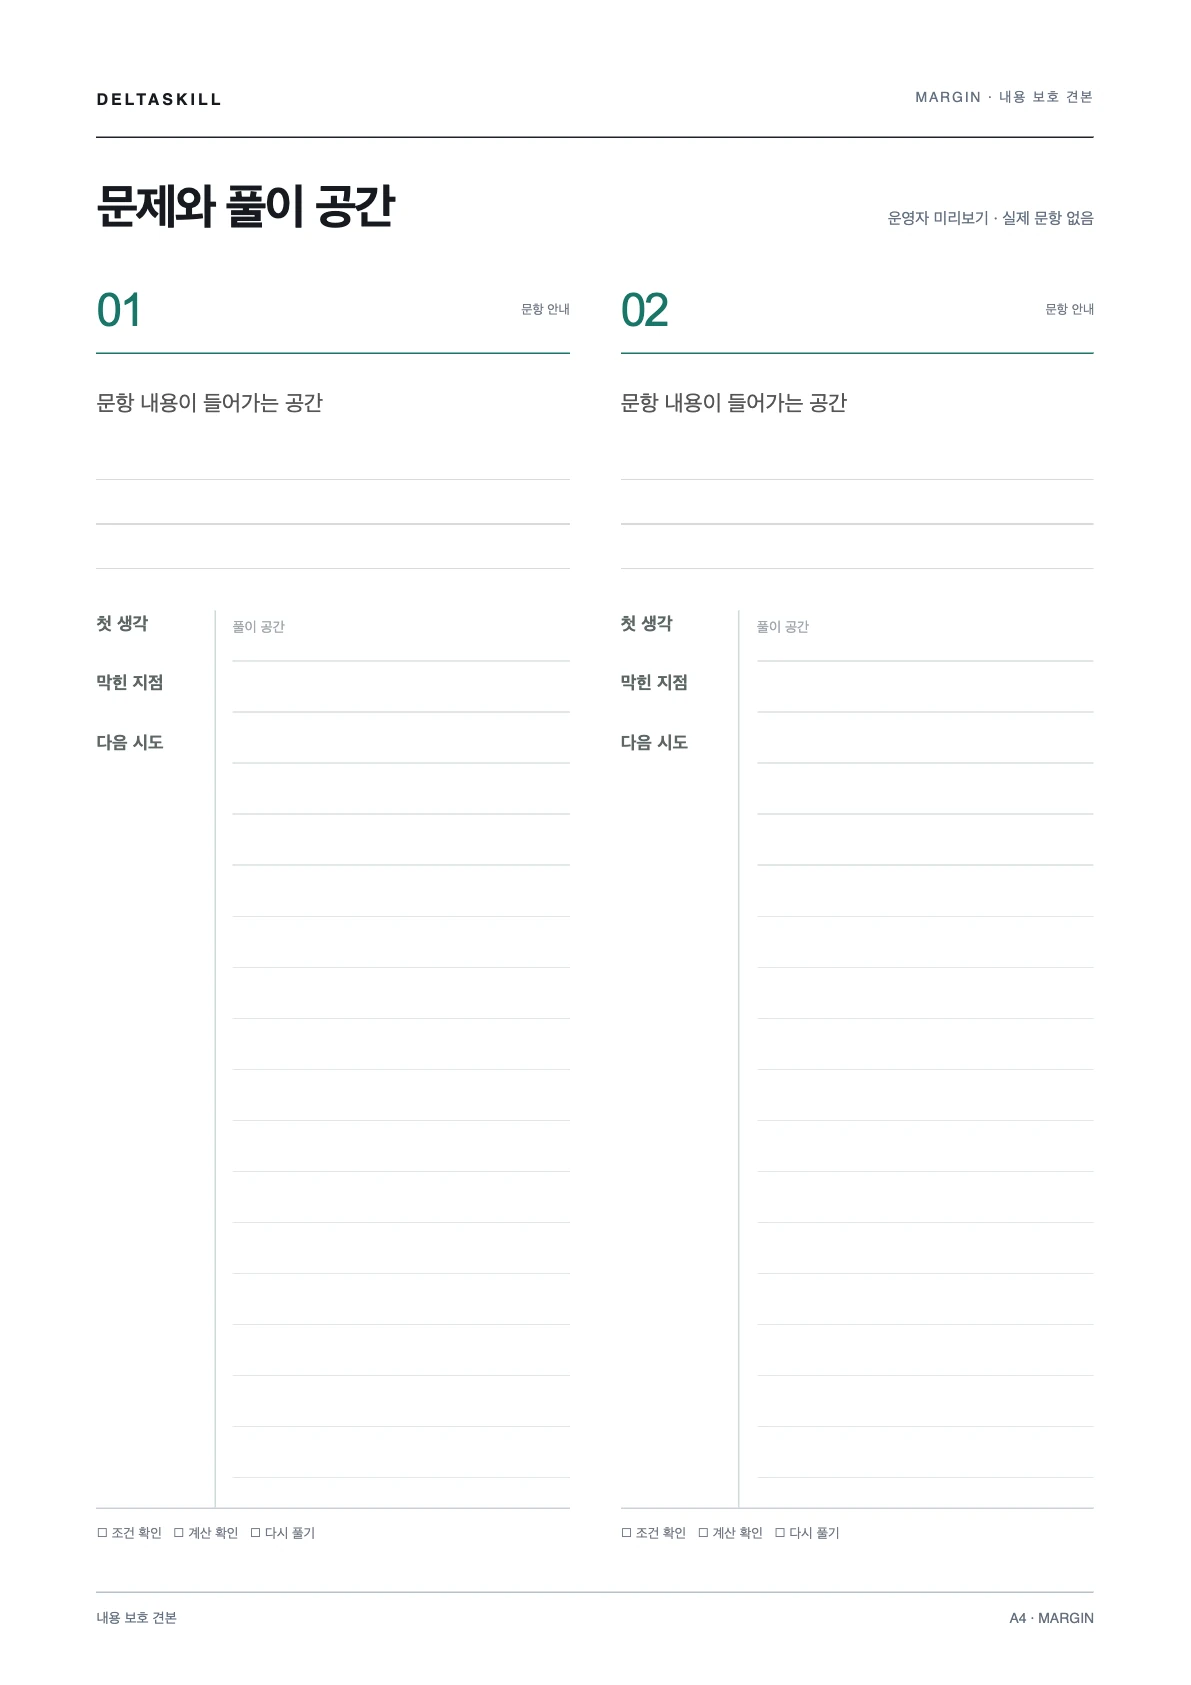 DELTASKILL
MARGIN · 내용 보호 견본
문제와 풀이 공간
운영자 미리보기 · 실제 문항 없음
01
문항 안내
문항 내용이 들어가는 공간
첫 생각
풀이 공간
막힌 지점
다음 시도
☐ 조건 확인 ☐ 계산 확인 ☐ 다시 풀기
02
문항 안내
문항 내용이 들어가는 공간
첫 생각
풀이 공간
막힌 지점
다음 시도
☐ 조건 확인 ☐ 계산 확인 ☐ 다시 풀기
내용 보호 견본
A4 · MARGIN